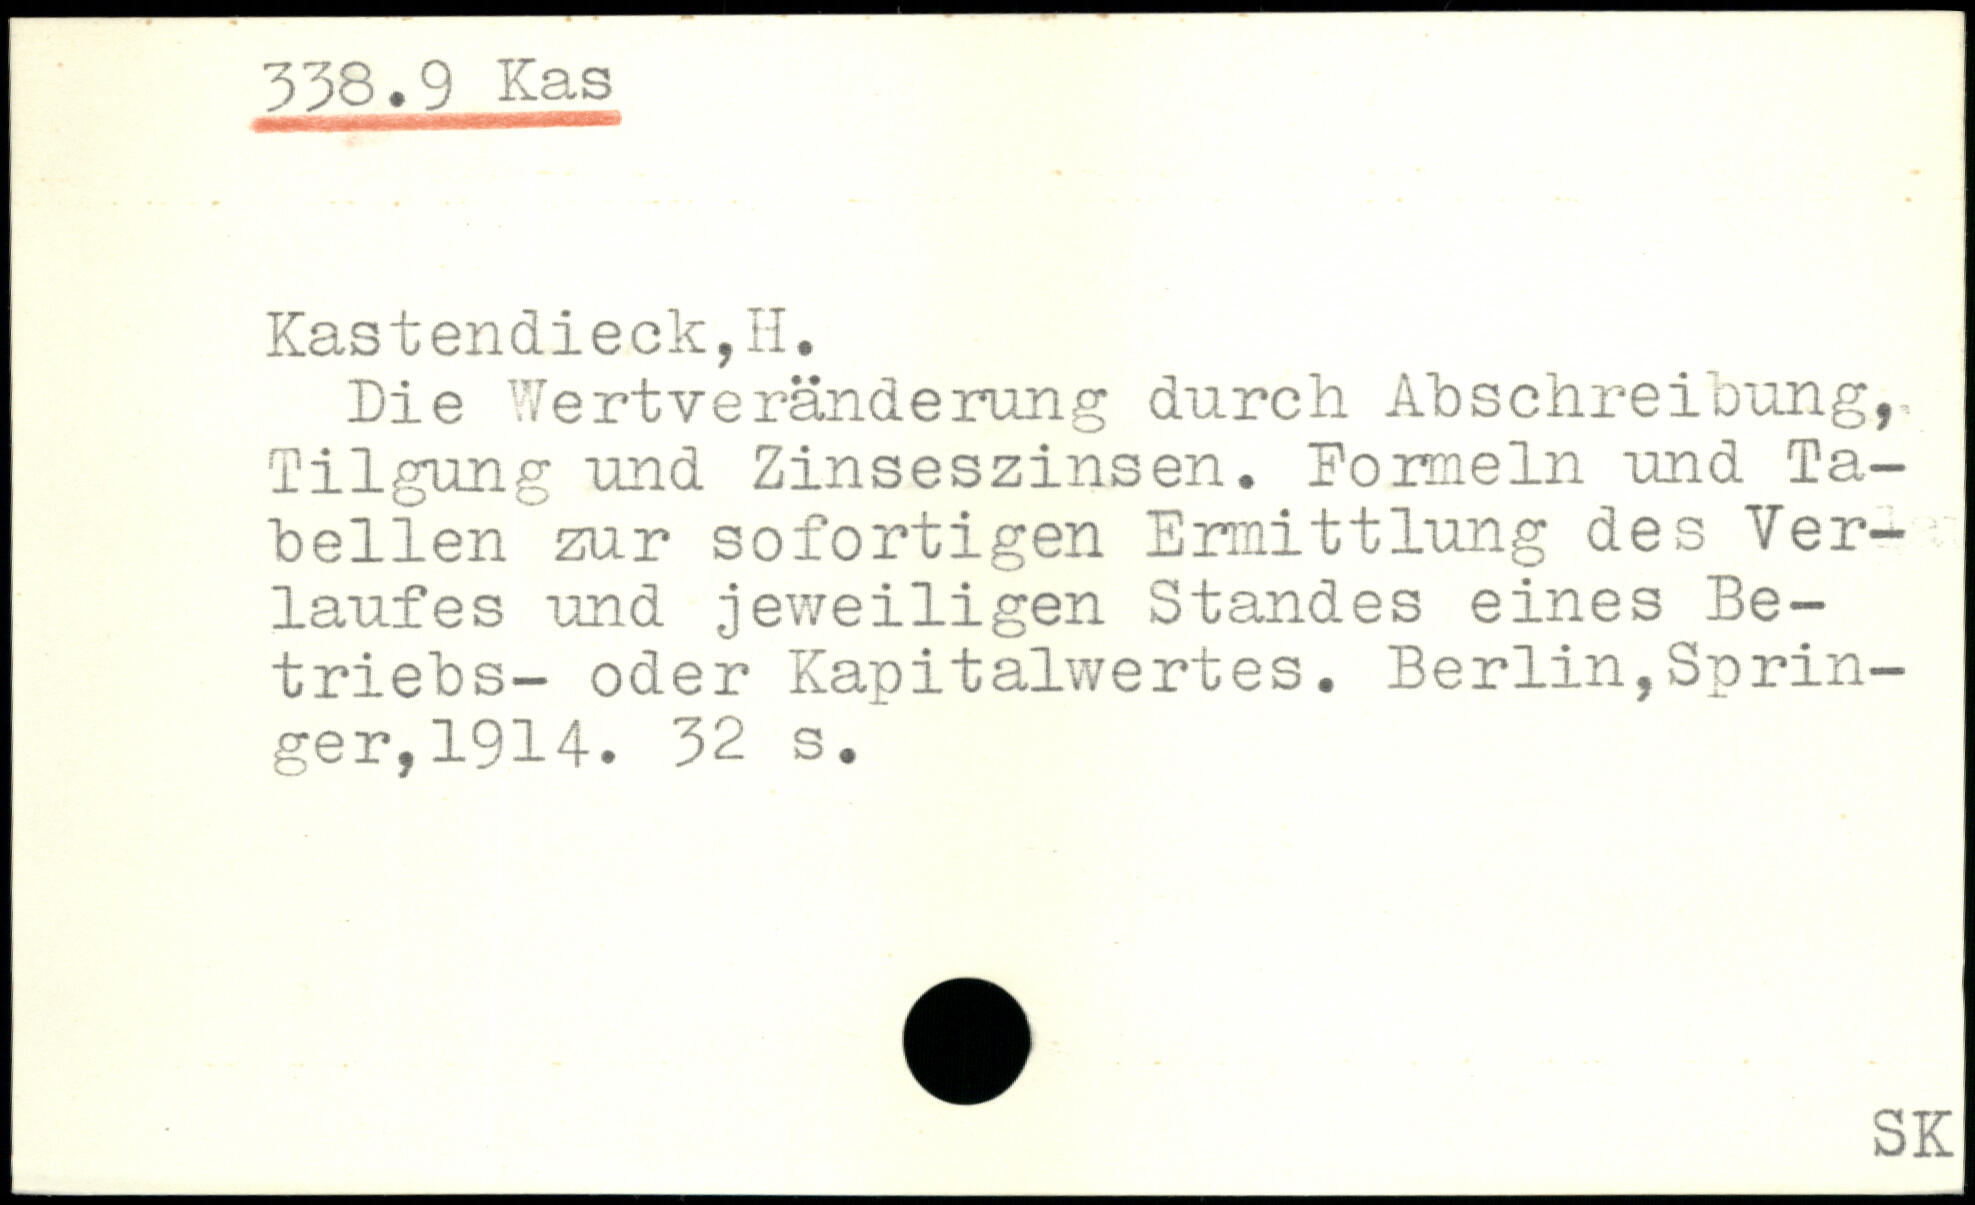 338.9 Kas
Kastendieck,H.
Die Wertveränderung durch Abschreibung,
Tilgung und Zinseszinsen. Formeln und Ta-
bellen zur sofortigen Ermittlung des Ver-
laufes und jeweiligen Standes eines Be-
triebs- oder Kapitalwertes. Berlin,Sprin-
ger,1914. 32 s.
SK